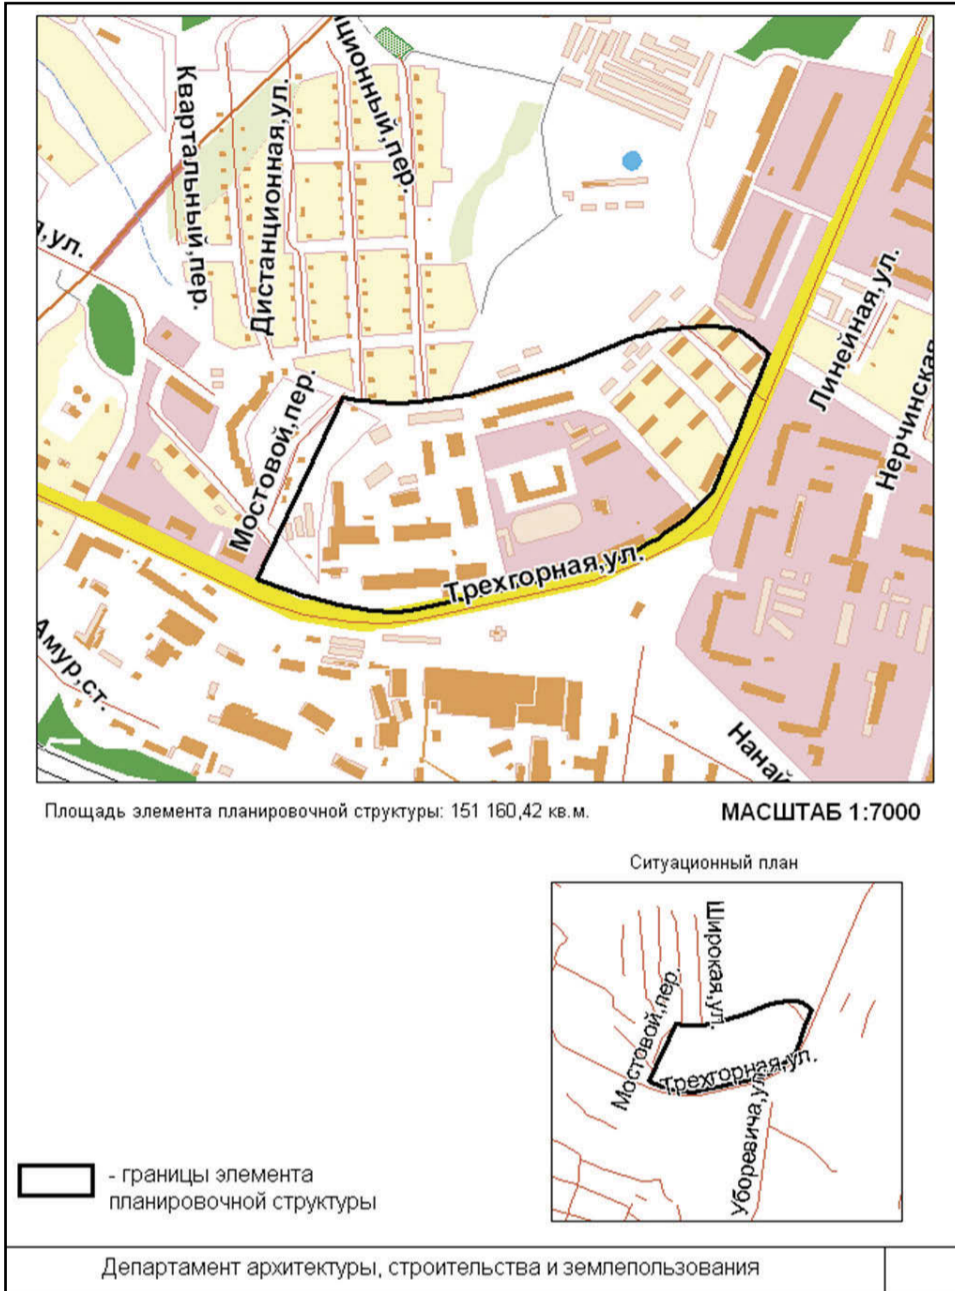 Квартальный,пер.
Дистанционная,ул.
ционный,пер.
я,ул.
Мостовой,пер.
Линейная,ул.
Нерчинская
Трехгорная,ул.
Амур,ст.
Нанай
Площадь элемента планировочной структуры: 151 160,42 кв.м.
МАСШТАБ 1:7000
Ситуационный план
Широкая,ул.
Мостовой,пер.
Трехгорная,ул.
Уборевича,ул.
- границы элемента
планировочной структуры
Департамент архитектуры, строительства и землепользования